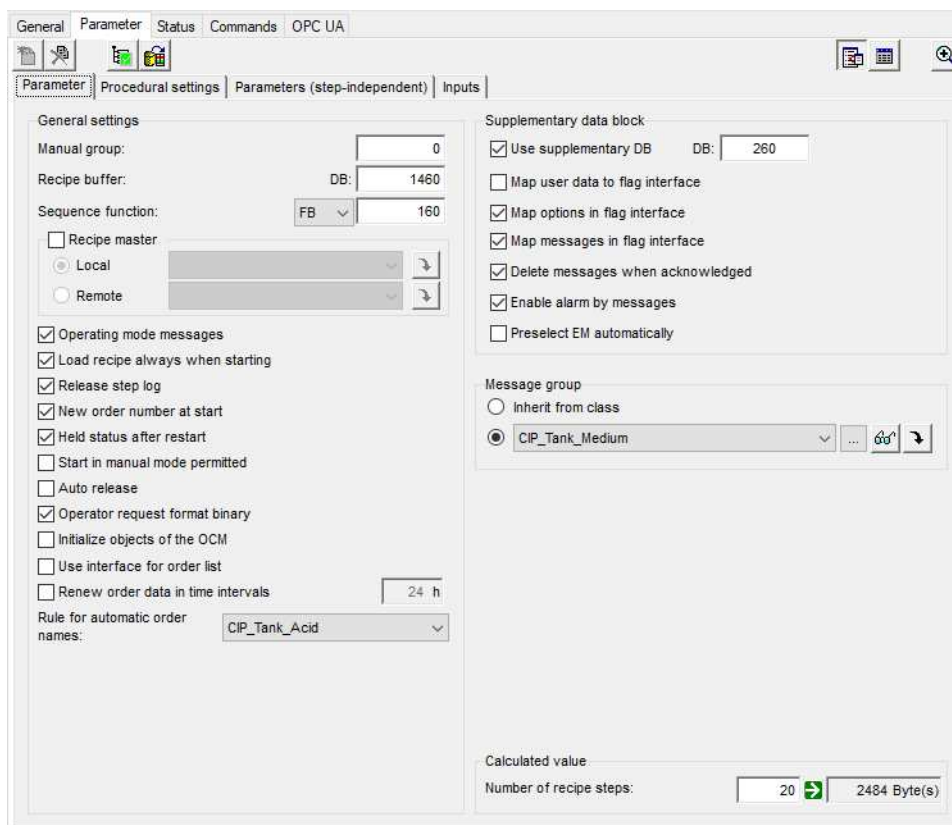 General Parameter Status Commands OPC UA
Parameter Procedural settings Parameters (step-independent) Inputs
General settings
Manual group: 0
Recipe buffer: DB: 1460
Sequence function: FB 160
Recipe master
Local
Remote
Operating mode messages
Load recipe always when starting
Release step log
New order number at start
Held status after restart
Start in manual mode permitted
Auto release
Operator request format binary
Initialize objects of the OCM
Use interface for order list
Renew order data in time intervals 24 h
Rule for automatic order
names:
CIP_Tank_Acid
Supplementary data block
Use supplementary DB DB: 260
Map user data to flag interface
Map options in flag interface
Map messages in flag interface
Delete messages when acknowledged
Enable alarm by messages
Preselect EM automatically
Message group
Inherit from class
CIP_Tank_Medium ...
Calculated value
Number of recipe steps: 20 2484 Byte(s)